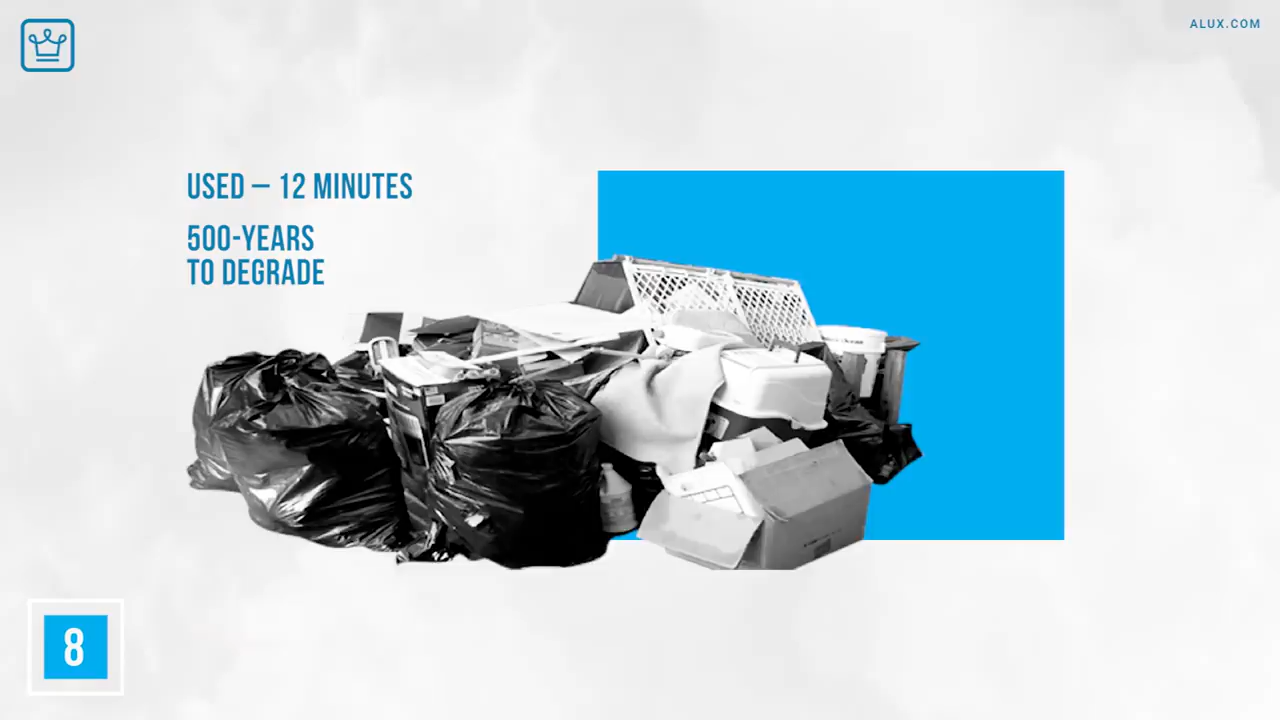 ALUX.COM
USED – 12 MINUTES
500-YEARS
TO DEGRADE
8